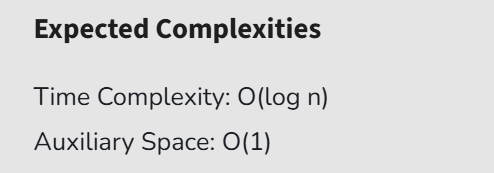 Expected Complexities
Time Complexity: O(log n)
Auxiliary Space: O(1)